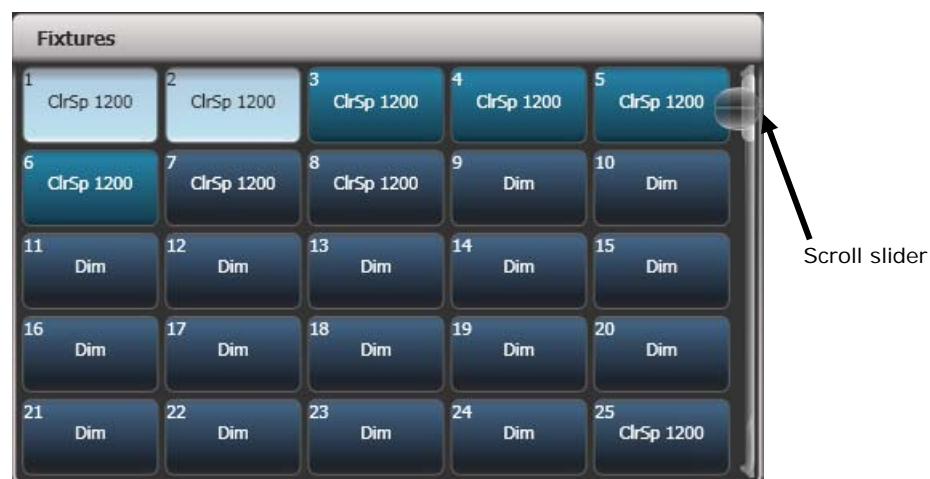 Fixtures
1 ClrSp 1200
2 ClrSp 1200
3 ClrSp 1200
4 ClrSp 1200
5 ClrSp 1200
6 ClrSp 1200
7 ClrSp 1200
8 ClrSp 1200
9 Dim
10 Dim
11 Dim
12 Dim
13 Dim
14 Dim
15 Dim
Scroll slider
16 Dim
17 Dim
18 Dim
19 Dim
20 Dim
21 Dim
22 Dim
23 Dim
24 Dim
25 ClrSp 1200